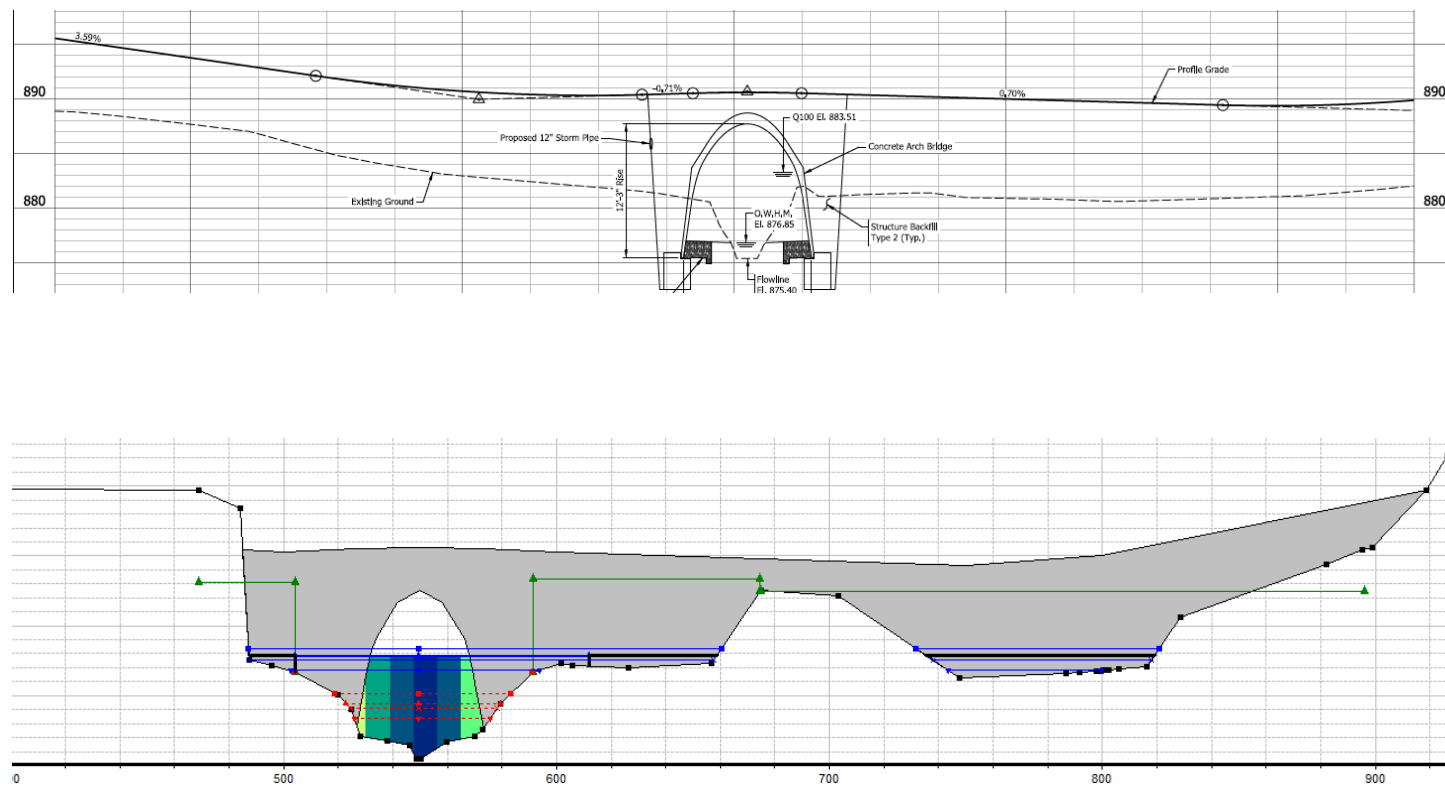 3.59%
-0.71%
0.70%
Profile Grade
890
890
Q100 El. 883.51
Proposed 12" Storm Pipe
Concrete Arch Bridge
12'-3" Rise
Existing Ground
880
880
O.W.H.M.
El. 876.85
Structure Backfill
Type 2 (Typ.)
Flowline
El. 875.40
500
600
700
800
900